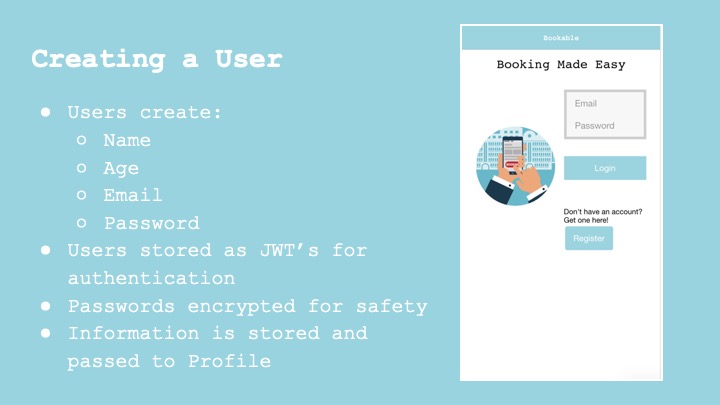 Creating a User
● Users create:
○ Name
○ Age
○ Email
○ Password
● Users stored as JWT’s for
authentication
● Passwords encrypted for safety
● Information is stored and
passed to Profile
Bookable
Booking Made Easy
Email
Password
Login
Don't have an account?
Get one here!
Register